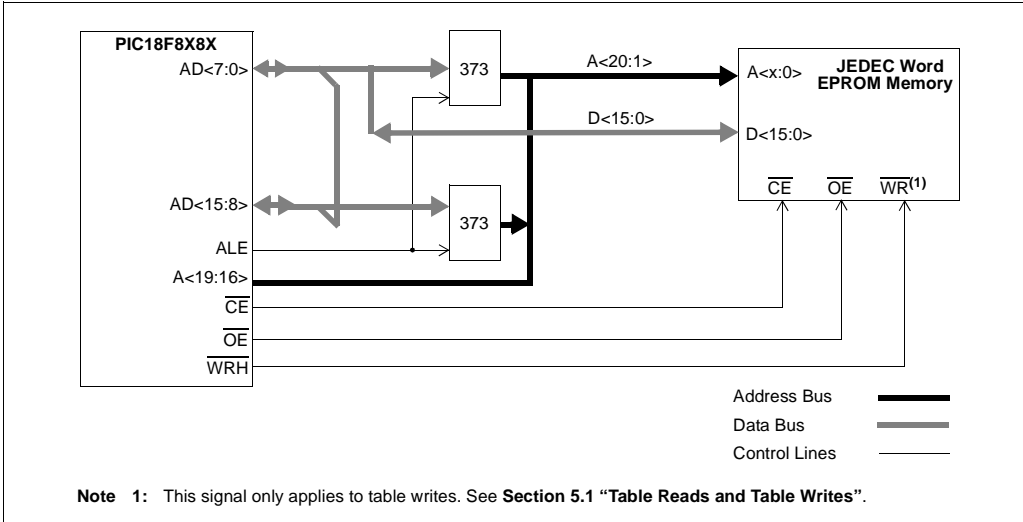 PIC18F8X8X
AD<7:0>
373
A<20:1>
A<x:0>
JEDEC Word
EPROM Memory
D<15:0>
D<15:0>
CE
OE
WR(1)
AD<15:8>
373
ALE
A<19:16>
CE
OE
WRH
Address Bus
Data Bus
Control Lines
Note 1: This signal only applies to table writes. See Section 5.1 “Table Reads and Table Writes”.